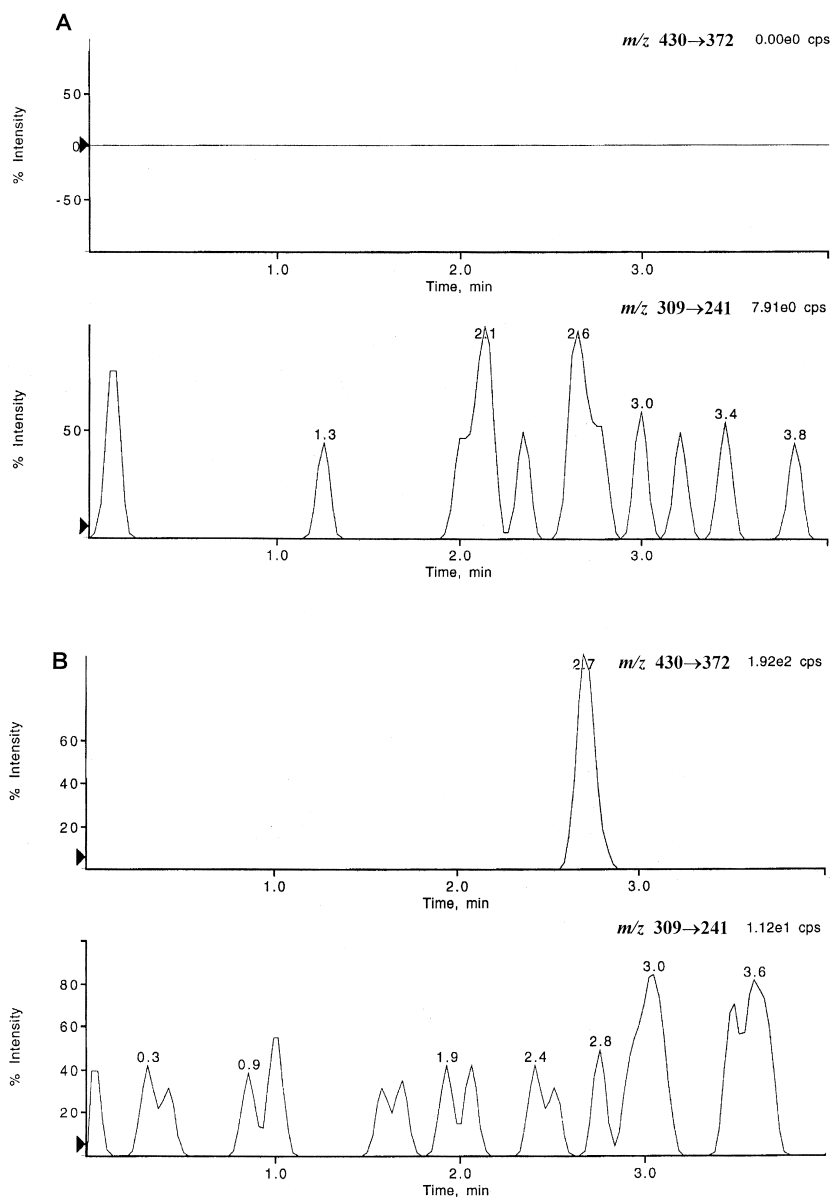 A
m/z 430→372 0.00e0 cps
50
0
-50
% Intensity
1.0 2.0 3.0
Time, min
m/z 309→241 7.91e0 cps
2.1 2.6
3.0
3.4
1.3 3.8
50
% Intensity
1.0 2.0 3.0
Time, min
B
m/z 430→372 1.92e2 cps
2.7
60
40
20
% Intensity
1.0 2.0 3.0
Time, min
m/z 309→241 1.12e1 cps
3.0 3.6
80
60
40
20
% Intensity
0.3 0.9 1.9 2.4 2.8
1.0 2.0 3.0
Time, min